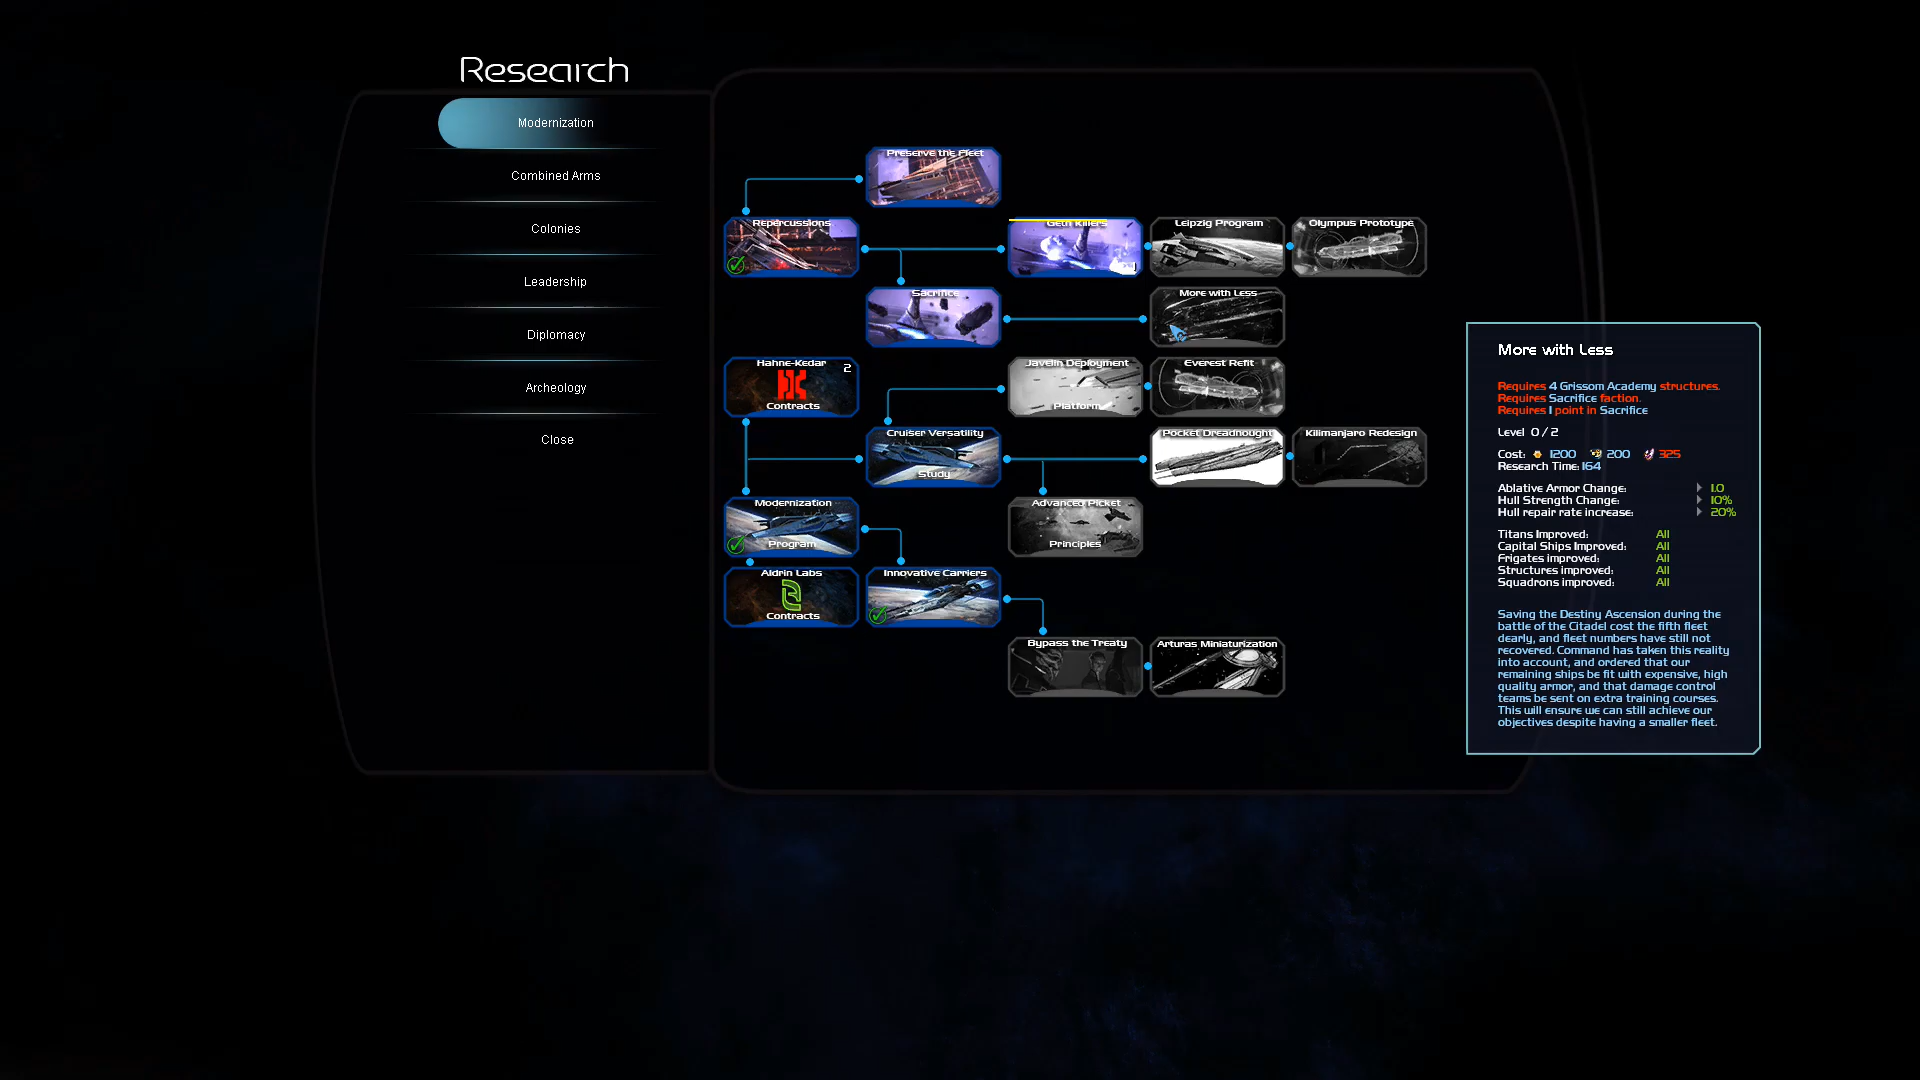 Research
Modernization
Combined Arms
Colonies
Leadership
Diplomacy
Archeology
Close
Preserve the Fleet
Repercussions
Geth Killers
Leipzig Program
Olympus Prototype
Sacrifice
More with Less
Hahne-Kedar
2
Contracts
Javelin Deployment
Platform
Everest Refit
Cruiser Versatility
Study
Pocket Dreadnought
Kilimanjaro Redesign
Modernization
Program
Advanced Picket
Principles
Aldrin Labs
Contracts
Innovative Carriers
Bypass the Treaty
Arturas Miniaturization
More with Less
Requires 4 Grissom Academy structures.
Requires Sacrifice faction.
Requires 1 point in Sacrifice
Level 0/2
Cost: 1200 200 325
Research Time: 164
Ablative Armor Change: 1.0
Hull Strength Change: 10%
Hull repair rate increase: 20%
Titans Improved: All
Capital Ships Improved: All
Frigates improved: All
Structures improved: All
Squadrons improved: All
Saving the Destiny Ascension during the
battle of the Citadel cost the fifth fleet
dearly, and fleet numbers have still not
recovered. Command has taken this reality
into account, and ordered that our
remaining ships be fit with expensive, high
quality armor, and that damage control
teams be sent on extra training courses.
This will ensure we can still achieve our
objectives despite having a smaller fleet.